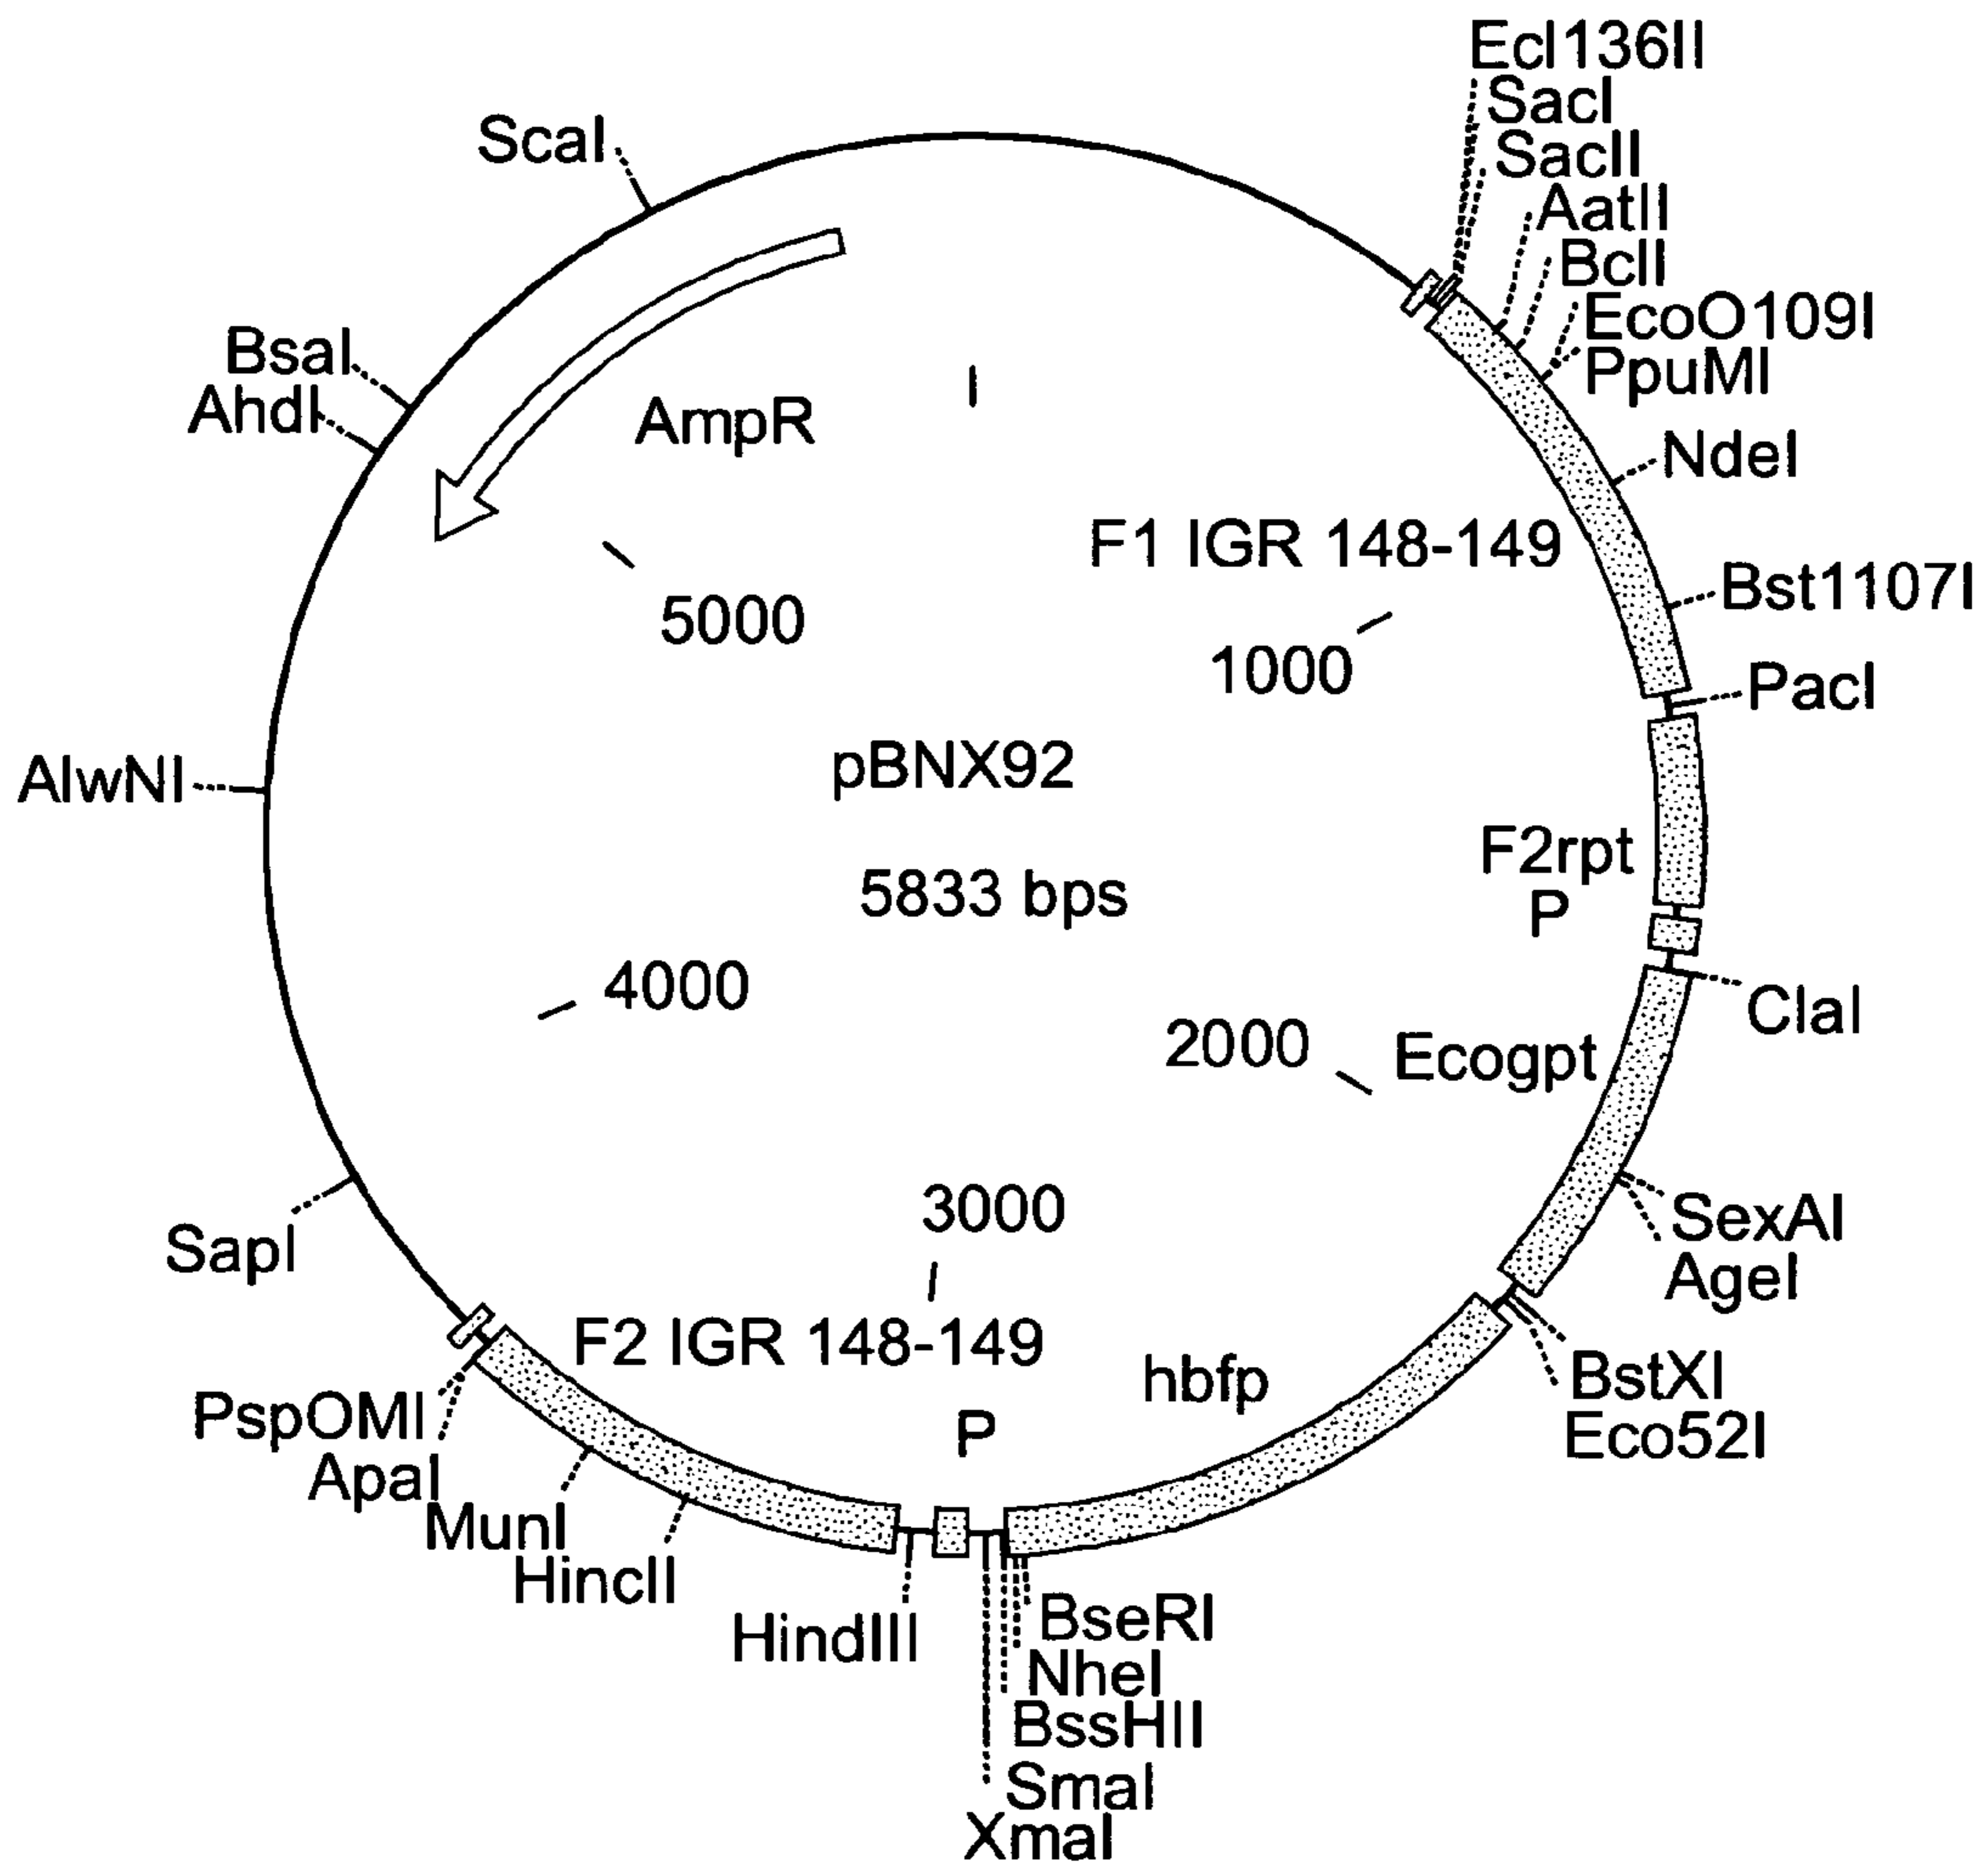 EcI136II
SacI
SacII
AatII
BclI
EcoO109I
PpuMI
NdeI
Bst1107I
PacI
ScaI
BsaI
AhdI
AmpR
I
F1 IGR 148-149
5000
1000
pBNX92
5833 bps
AlwNI
F2rpt
P
ClaI
4000
2000
Ecogpt
3000
SexAI
AgeI
SapI
F2 IGR 148-149
hbfp
P
BstXI
Eco52I
PspOMI
ApaI
MunI
HincII
HindIII
BseRI
NheI
BssHII
SmaI
XmaI